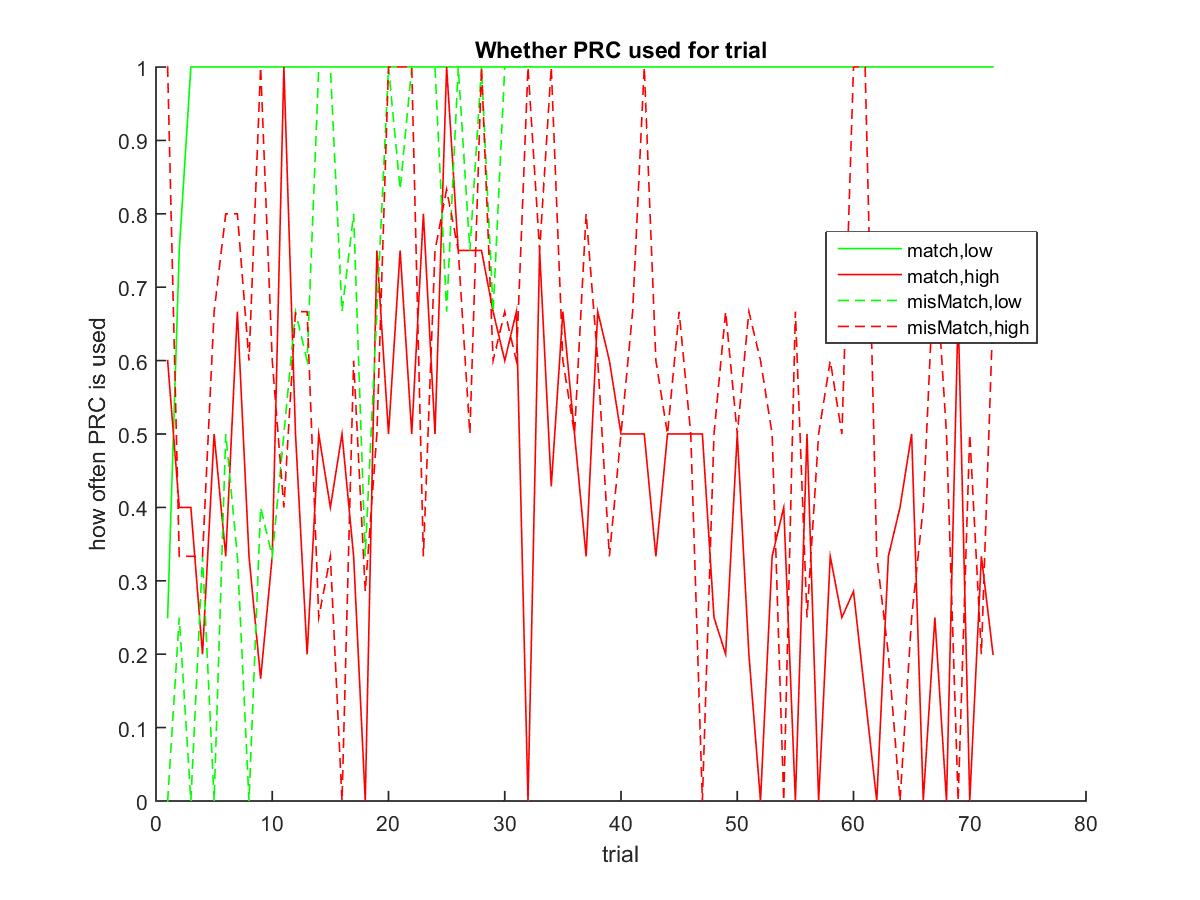 Whether PRC used for trial
1
0.9
0.8
0.7
0.6
0.5
0.4
0.3
0.2
0.1
0
how often PRC is used
match,low
match,high
misMatch,low
misMatch,high
0 10 20 30 40 50 60 70 80
trial